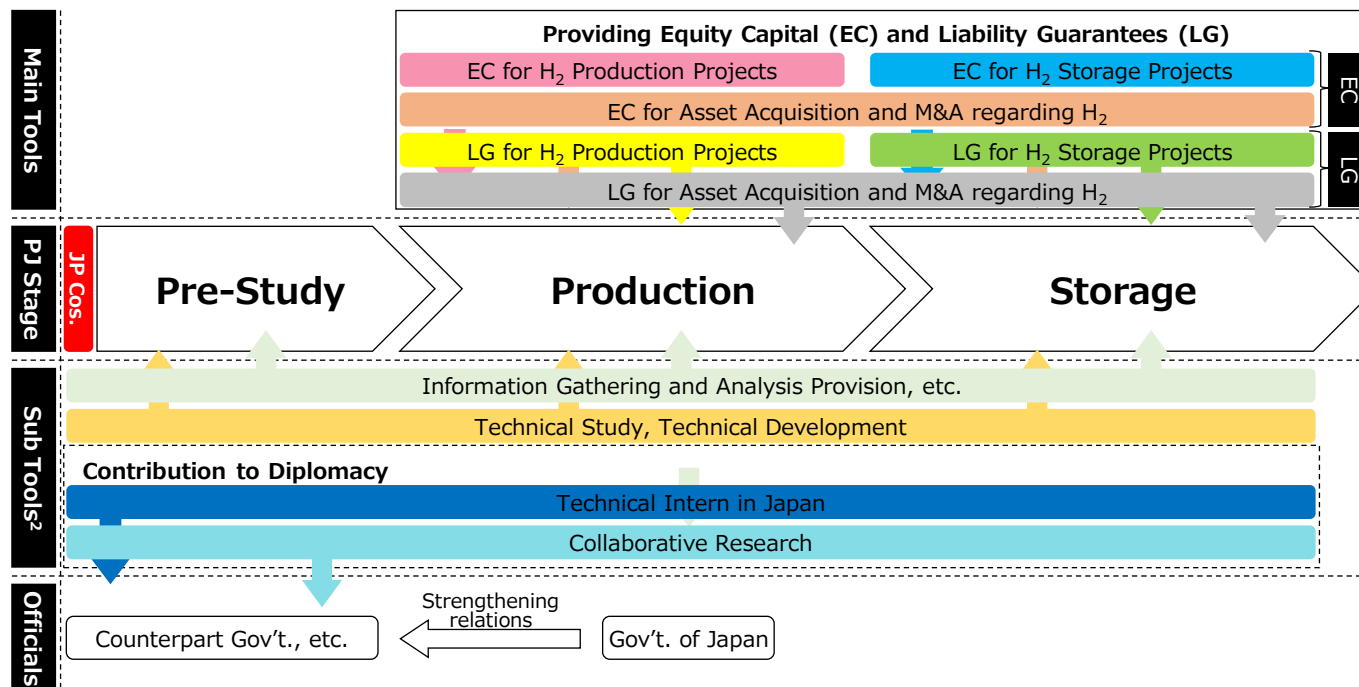 Main Tools
Providing Equity Capital (EC) and Liability Guarantees (LG)
EC for H₂ Production Projects
EC for H₂ Storage Projects
EC for Asset Acquisition and M&A regarding H₂
EC
LG for H₂ Production Projects
LG for H₂ Storage Projects
LG for Asset Acquisition and M&A regarding H₂
LG
PJ Stage
JP Cos.
Pre-Study
Production
Storage
Sub Tools²
Information Gathering and Analysis Provision, etc.
Technical Study, Technical Development
Contribution to Diplomacy
Technical Intern in Japan
Collaborative Research
Officials
Counterpart Gov't., etc.
Strengthening
relations
Gov't. of Japan